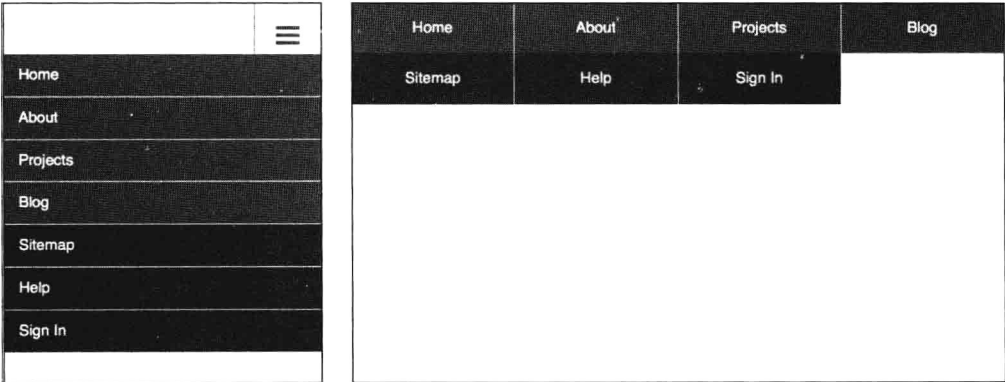 Home
About
Projects
Blog
Sitemap
Help
Sign In
Home About Projects Blog
Sitemap Help Sign In